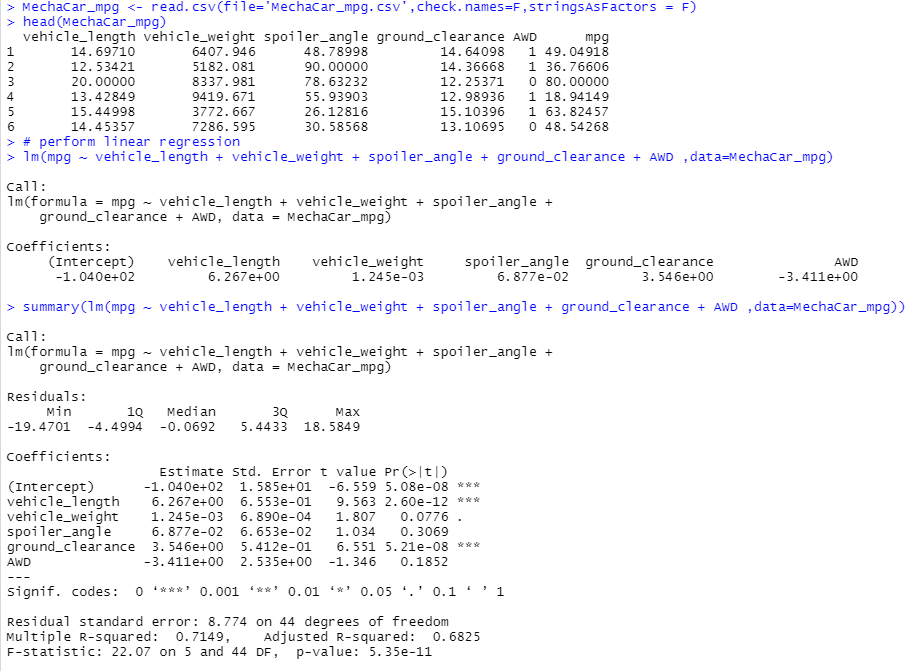 > MechaCar_mpg <- read.csv(file='MechaCar_mpg.csv',check.names=F,stringsAsFactors = F)
> head(MechaCar_mpg)
  vehicle_length vehicle_weight spoiler_angle ground_clearance AWD      mpg
1       14.69710       6407.946      48.78998         14.64098   1 49.04918
2       12.53421       5182.081      90.00000         14.36668   1 36.76606
3       20.00000       8337.981      78.63232         12.25371   0 80.00000
4       13.42849       9419.671      55.93903         12.98936   1 18.94149
5       15.44998       3772.667      26.12816         15.10396   1 63.82457
6       14.45357       7286.595      30.58568         13.10695   0 48.54268
> # perform linear regression
> lm(mpg ~ vehicle_length + vehicle_weight + spoiler_angle + ground_clearance + AWD ,data=MechaCar_mpg)

Call:
lm(formula = mpg ~ vehicle_length + vehicle_weight + spoiler_angle +
    ground_clearance + AWD, data = MechaCar_mpg)

Coefficients:
     (Intercept)    vehicle_length    vehicle_weight     spoiler_angle  ground_clearance               AWD
      -1.040e+02         6.267e+00         1.245e-03         6.877e-02         3.546e+00        -3.411e+00

> summary(lm(mpg ~ vehicle_length + vehicle_weight + spoiler_angle + ground_clearance + AWD ,data=MechaCar_mpg))

Call:
lm(formula = mpg ~ vehicle_length + vehicle_weight + spoiler_angle +
    ground_clearance + AWD, data = MechaCar_mpg)

Residuals:
     Min       1Q   Median       3Q      Max
-19.4701  -4.4994  -0.0692   5.4433  18.5849

Coefficients:
                   Estimate Std. Error t value Pr(>|t|)
(Intercept)      -1.040e+02  1.585e+01  -6.559 5.08e-08 ***
vehicle_length    6.267e+00  6.553e-01   9.563 2.60e-12 ***
vehicle_weight    1.245e-03  6.890e-04   1.807   0.0776 .
spoiler_angle     6.877e-02  6.653e-02   1.034   0.3069
ground_clearance  3.546e+00  5.412e-01   6.551 5.21e-08 ***
AWD              -3.411e+00  2.535e+00  -1.346   0.1852
---
Signif. codes:  0 ‘***’ 0.001 ‘**’ 0.01 ‘*’ 0.05 ‘.’ 0.1 ‘ ’ 1

Residual standard error: 8.774 on 44 degrees of freedom
Multiple R-squared:  0.7149,    Adjusted R-squared:  0.6825
F-statistic: 22.07 on 5 and 44 DF,  p-value: 5.35e-11